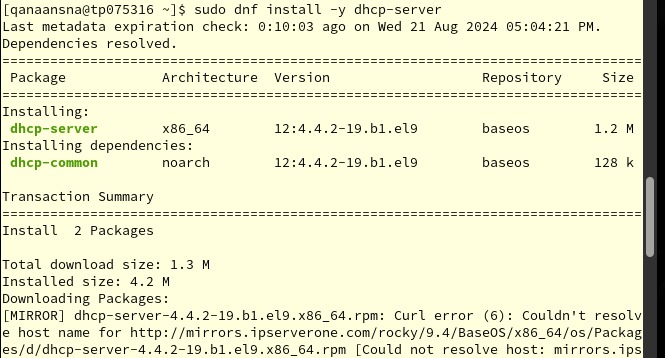 [qanaansna@tp075316 ~]$ sudo dnf install -y dhcp-server
Last metadata expiration check: 0:10:03 ago on Wed 21 Aug 2024 05:04:21 PM.
Dependencies resolved.
================================================================================
 Package            Architecture  Version                   Repository     Size
================================================================================
Installing:
 dhcp-server        x86_64        12:4.4.2-19.b1.el9        baseos        1.2 M
Installing dependencies:
 dhcp-common        noarch        12:4.4.2-19.b1.el9        baseos        128 k

Transaction Summary
================================================================================
Install  2 Packages

Total download size: 1.3 M
Installed size: 4.2 M
Downloading Packages:
[MIRROR] dhcp-server-4.4.2-19.b1.el9.x86_64.rpm: Curl error (6): Couldn't resolv
e host name for http://mirrors.ipserverone.com/rocky/9.4/BaseOS/x86_64/os/Packag
es/d/dhcp-server-4.4.2-19.b1.el9.x86_64.rpm [Could not resolve host: mirrors.ips